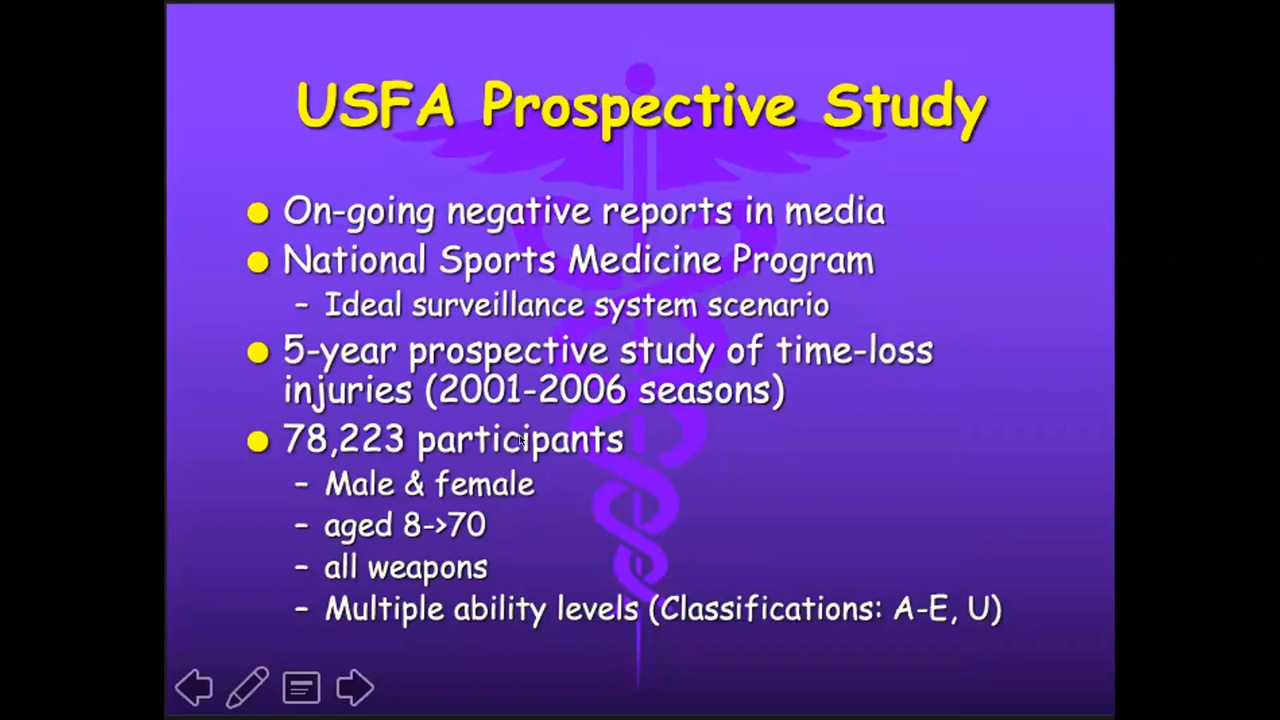 USFA Prospective Study
On-going negative reports in media
National Sports Medicine Program
– Ideal surveillance system scenario
5-year prospective study of time-loss
injuries (2001-2006 seasons)
78,223 participants
– Male & female
– aged 8->70
– all weapons
– Multiple ability levels (Classifications: A-E, U)